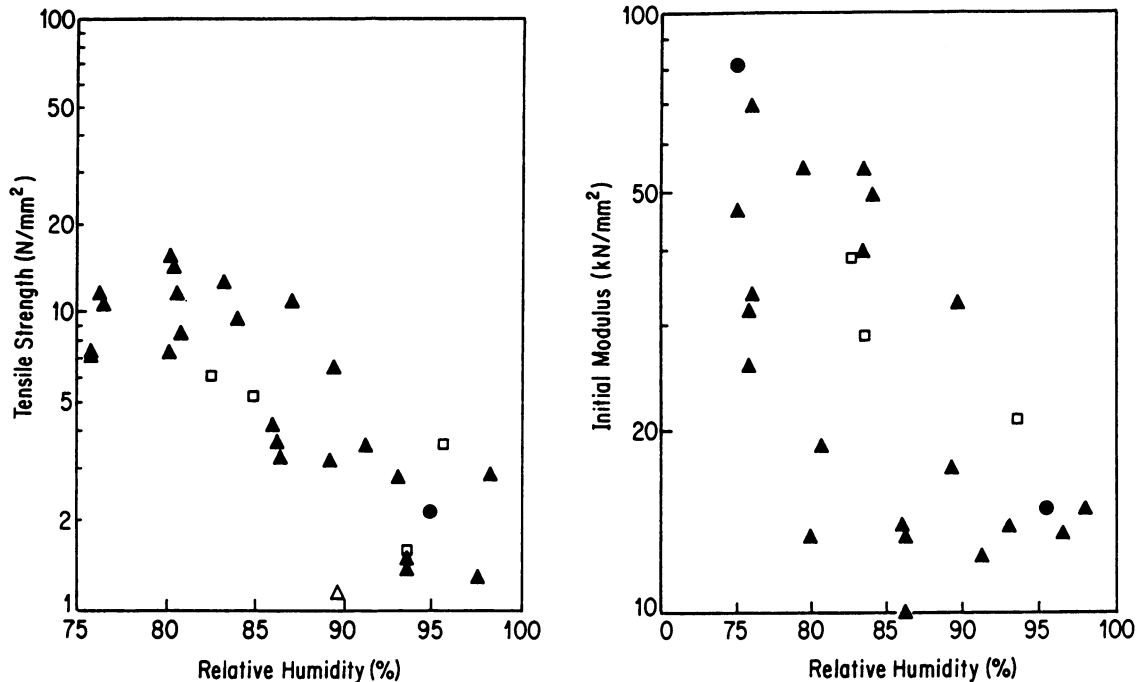 100
50
20
10
5
2
1
Tensile Strength (N/mm²)
75 80 85 90 95 100
Relative Humidity (%)
100
50
20
10
Initial Modulus (kN/mm²)
0 75 80 85 90 95 100
Relative Humidity (%)